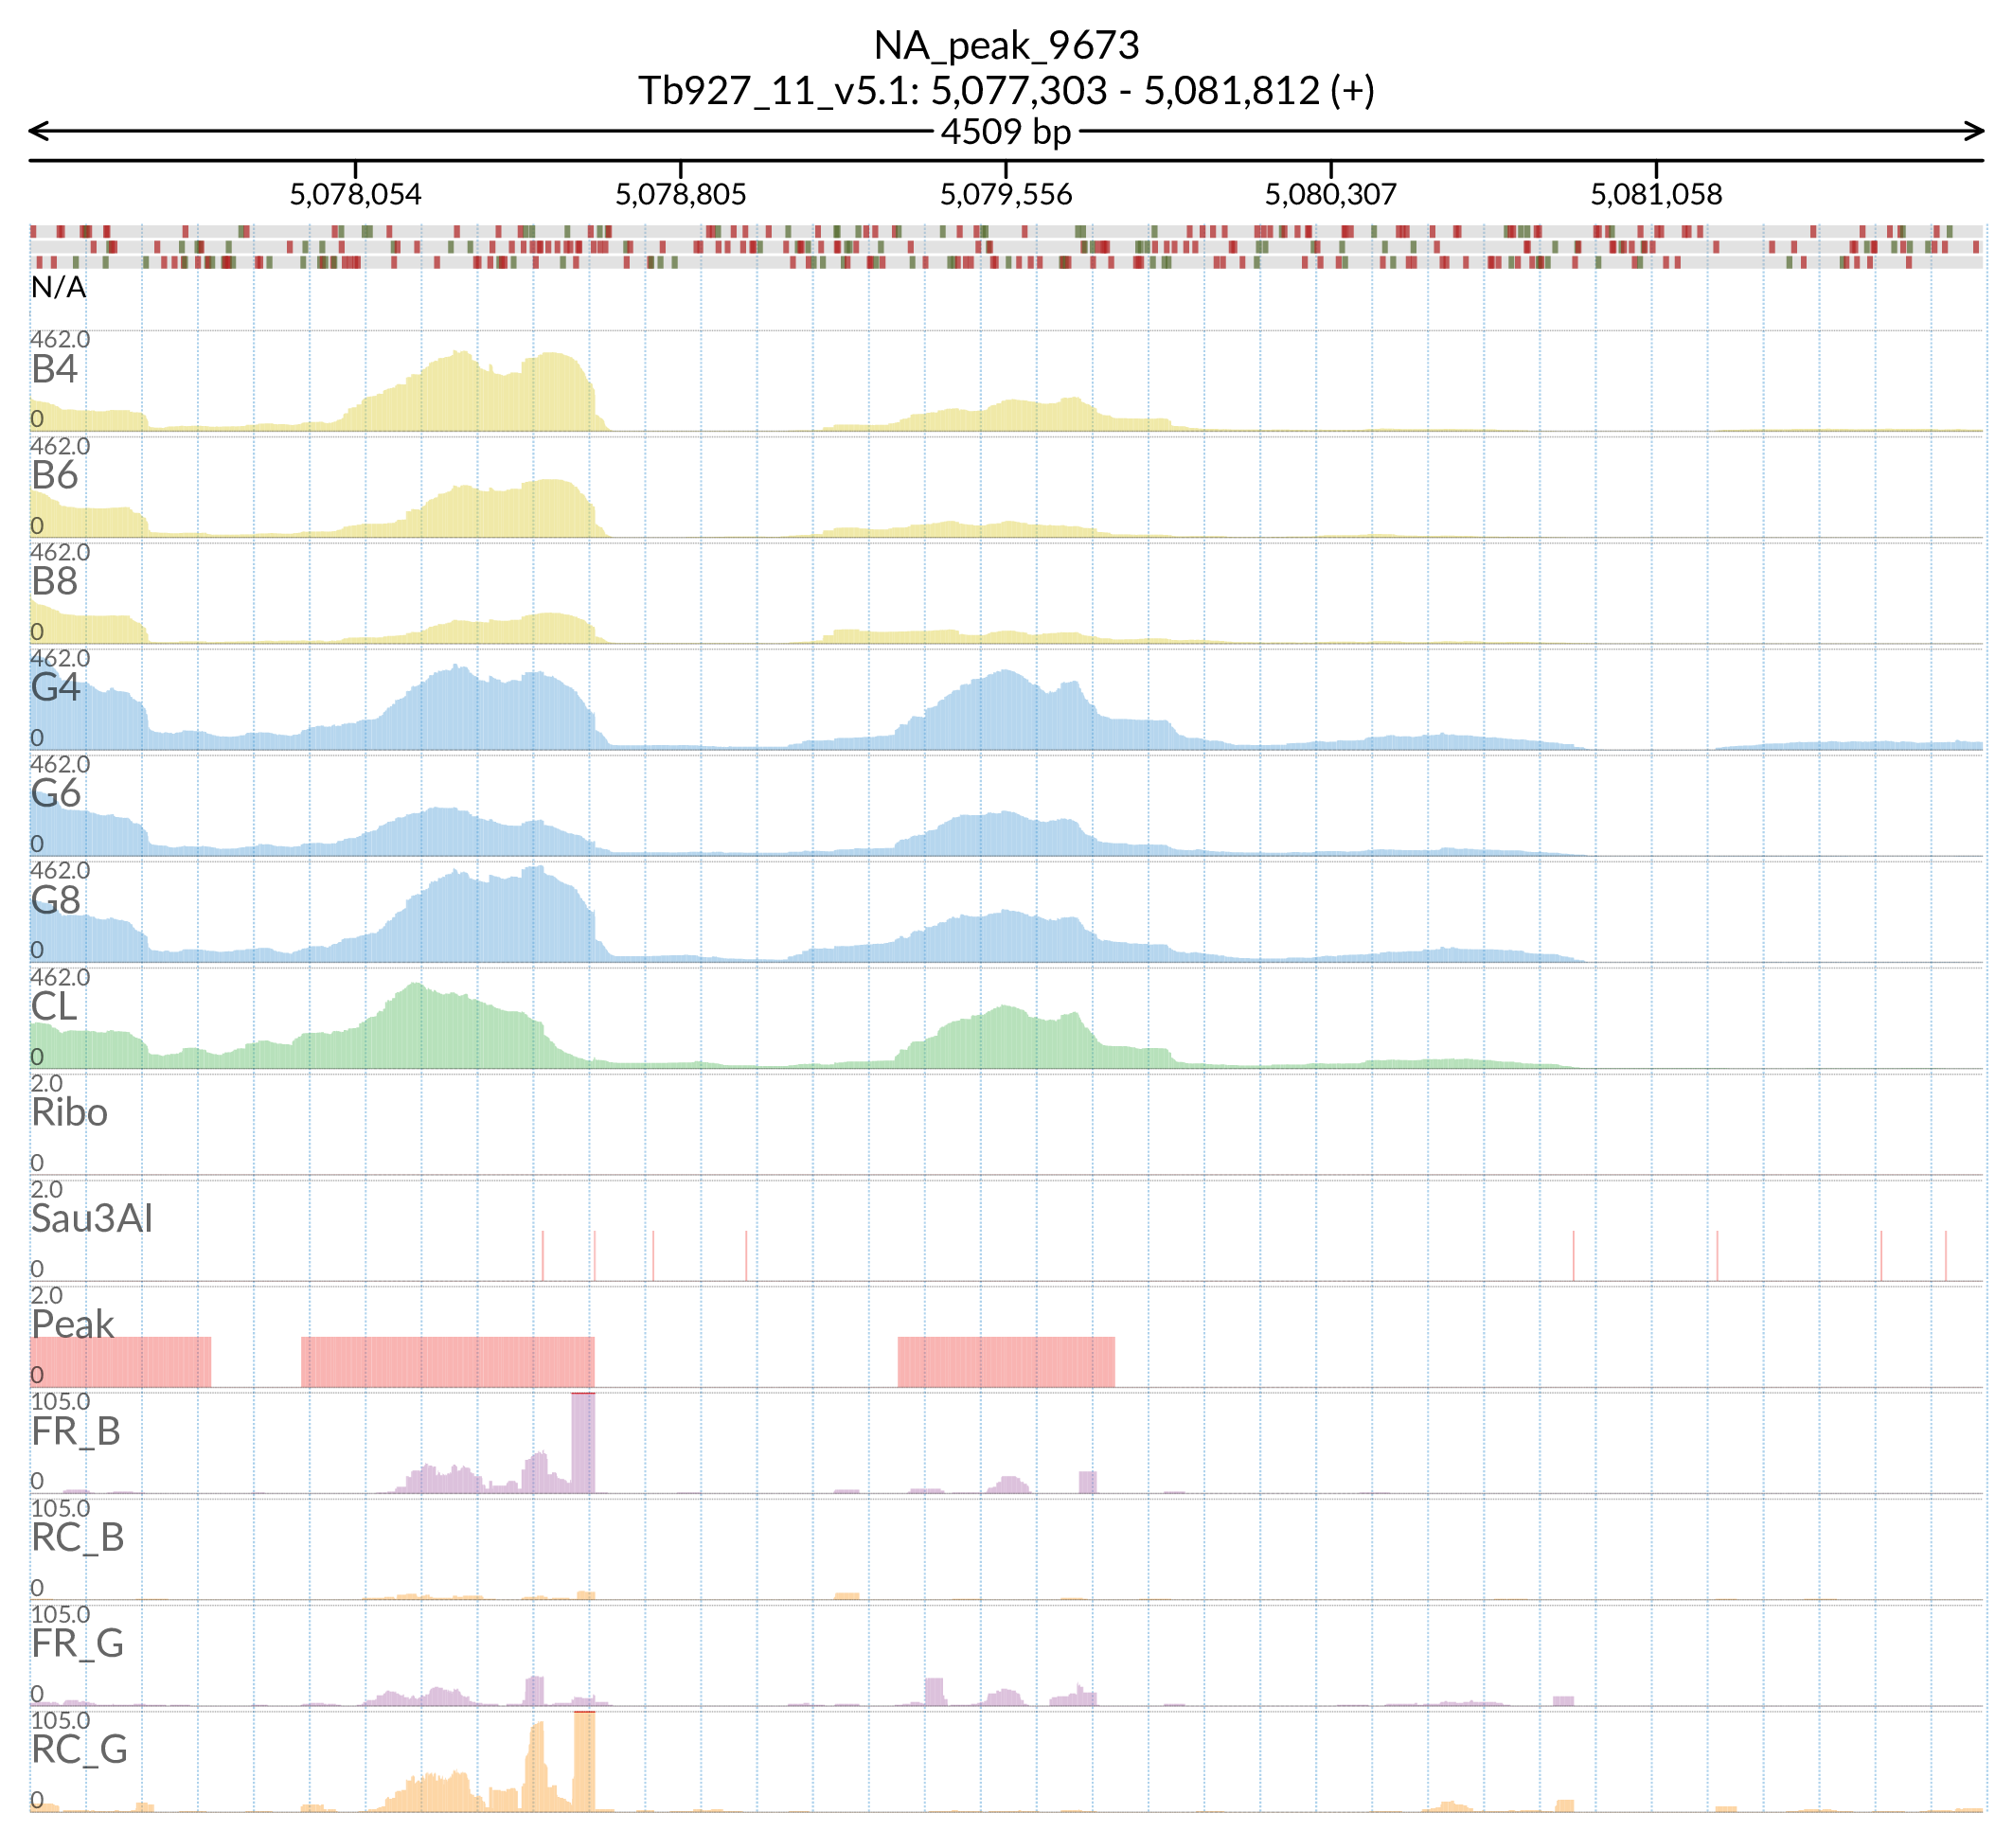 NA_peak_9673
Tb927_11_v5.1: 5,077,303 - 5,081,812 (+)
4509 bp
5,078,054 5,078,805 5,079,556 5,080,307 5,081,058
N/A
462.0
B4
0
462.0
B6
0
462.0
B8
0
462.0
G4
0
462.0
G6
0
462.0
G8
0
462.0
CL
0
2.0
Ribo
0
2.0
Sau3AI
0
2.0
Peak
0
105.0
FR_B
0
105.0
RC_B
0
105.0
FR_G
0
105.0
RC_G
0